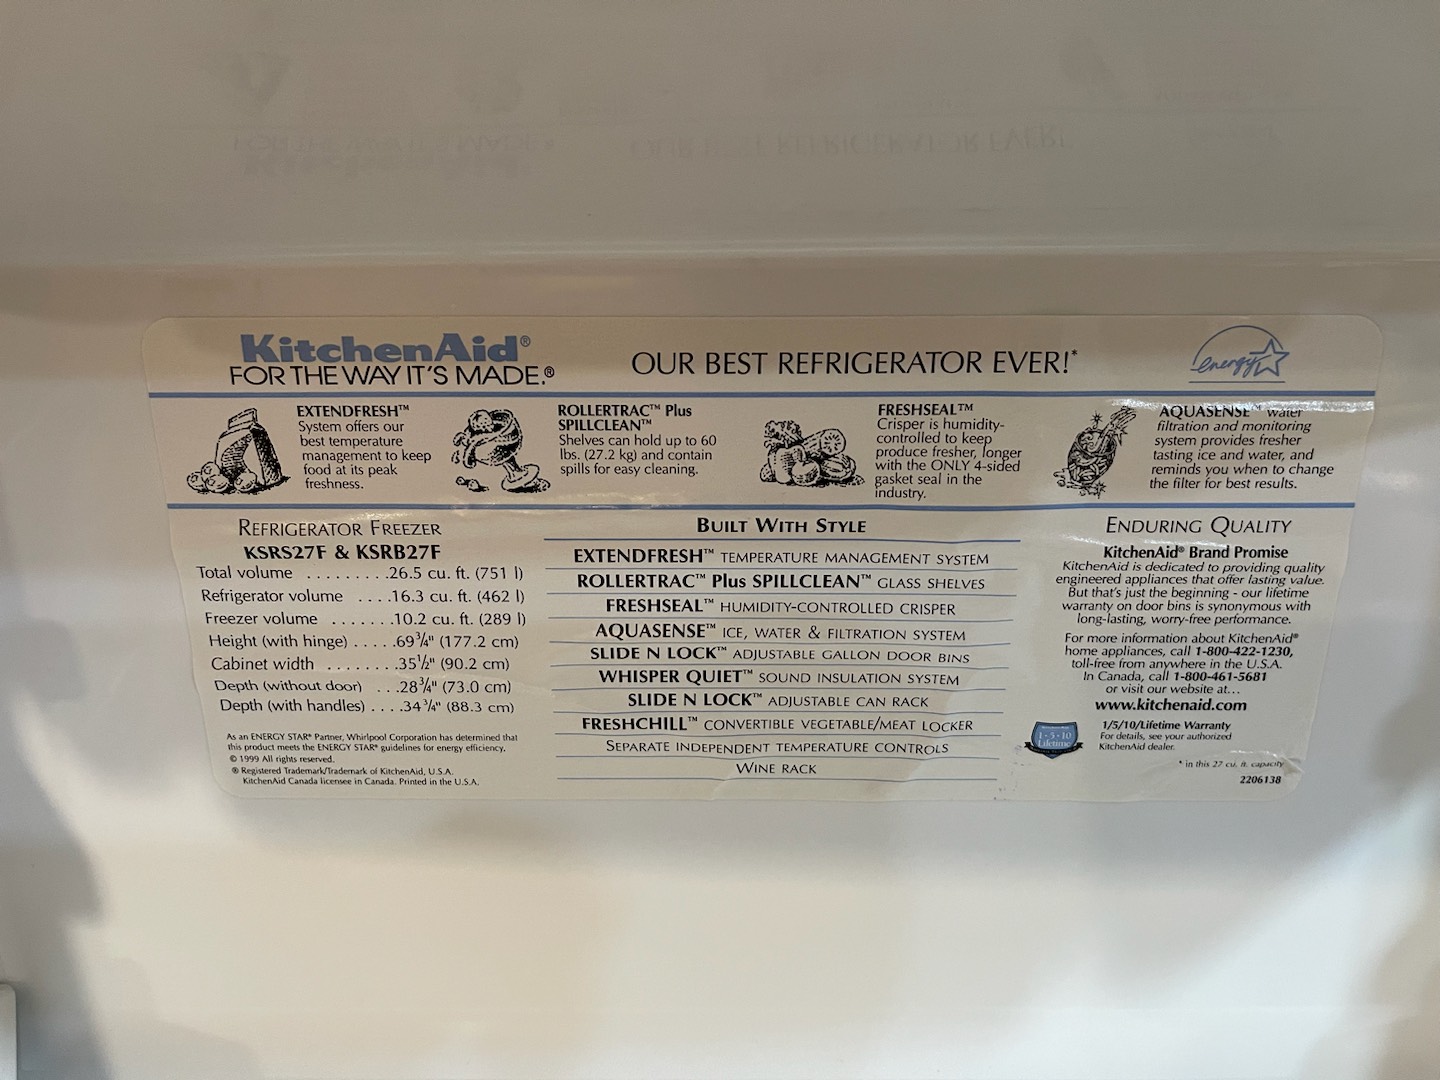 KitchenAid®
FOR THE WAY IT'S MADE.®
OUR BEST REFRIGERATOR EVER!*
energy
EXTENDFRESH™
System offers our
best temperature
management to keep
food at its peak
freshness.
ROLLERTRAC™ Plus
SPILLCLEAN™
Shelves can hold up to 60
lbs. (27.2 kg) and contain
spills for easy cleaning.
FRESHSEAL™
Crisper is humidity-
controlled to keep
produce fresher, longer
with the ONLY 4-sided
gasket seal in the
industry.
AQUASENSE™ water
filtration and monitoring
system provides fresher
tasting ice and water, and
reminds you when to change
the filter for best results.
REFRIGERATOR FREEZER
KSRS27F & KSRB27F
Total volume .........26.5 cu. ft. (751 l)
Refrigerator volume ....16.3 cu. ft. (462 l)
Freezer volume .......10.2 cu. ft. (289 l)
Height (with hinge) .....69¾" (177.2 cm)
Cabinet width ........35½" (90.2 cm)
Depth (without door) ...28¾" (73.0 cm)
Depth (with handles) ....34¾" (88.3 cm)
As an ENERGY STAR® Partner, Whirlpool Corporation has determined that
this product meets the ENERGY STAR® guidelines for energy efficiency.
© 1999 All rights reserved.
® Registered Trademark/Trademark of KitchenAid, U.S.A.
KitchenAid Canada licensee in Canada. Printed in the U.S.A.
BUILT WITH STYLE
EXTENDFRESH™ TEMPERATURE MANAGEMENT SYSTEM
ROLLERTRAC™ Plus SPILLCLEAN™ GLASS SHELVES
FRESHSEAL™ HUMIDITY-CONTROLLED CRISPER
AQUASENSE™ ICE, WATER & FILTRATION SYSTEM
SLIDE N LOCK™ ADJUSTABLE GALLON DOOR BINS
WHISPER QUIET™ SOUND INSULATION SYSTEM
SLIDE N LOCK™ ADJUSTABLE CAN RACK
FRESHCHILL™ CONVERTIBLE VEGETABLE/MEAT LOCKER
SEPARATE INDEPENDENT TEMPERATURE CONTROLS
WINE RACK
ENDURING QUALITY
KitchenAid® Brand Promise
KitchenAid is dedicated to providing quality
engineered appliances that offer lasting value.
But that's just the beginning - our lifetime
warranty on door bins is synonymous with
long-lasting, worry-free performance.
For more information about KitchenAid®
home appliances, call 1-800-422-1230,
toll-free from anywhere in the U.S.A.
In Canada, call 1-800-461-5681
or visit our website at...
www.kitchenaid.com
1·5·10
Lifetime
1/5/10/Lifetime Warranty
For details, see your authorized
KitchenAid dealer.
* in this 27 cu. ft. capacity
2206138